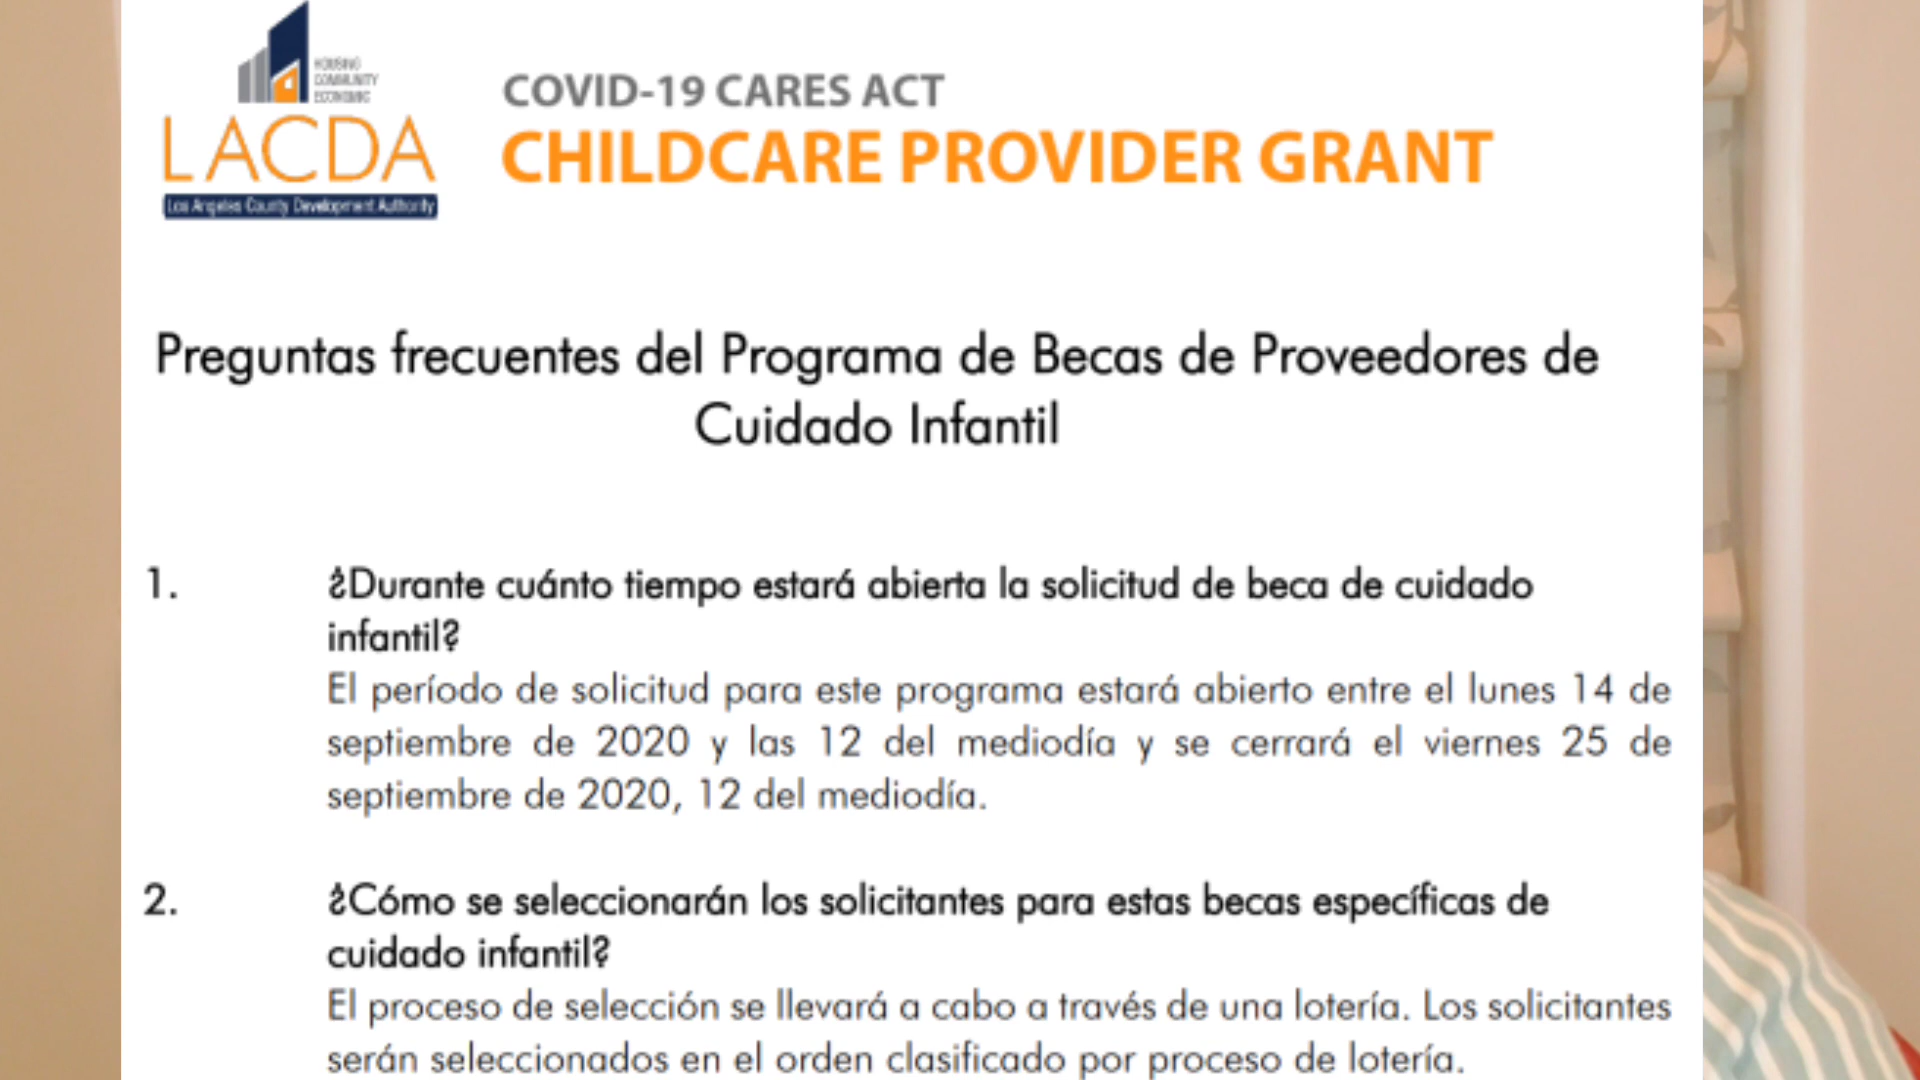 HOUSING
COMMUNITY
ECONOMIC
LACDA
Los Angeles County Development Authority
COVID-19 CARES ACT
CHILDCARE PROVIDER GRANT
Preguntas frecuentes del Programa de Becas de Proveedores de
Cuidado Infantil
1. ¿Durante cuánto tiempo estará abierta la solicitud de beca de cuidado
infantil?
El período de solicitud para este programa estará abierto entre el lunes 14 de
septiembre de 2020 y las 12 del mediodía y se cerrará el viernes 25 de
septiembre de 2020, 12 del mediodía.
2. ¿Cómo se seleccionarán los solicitantes para estas becas específicas de
cuidado infantil?
El proceso de selección se llevará a cabo a través de una lotería. Los solicitantes
serán seleccionados en el orden clasificado por proceso de lotería.